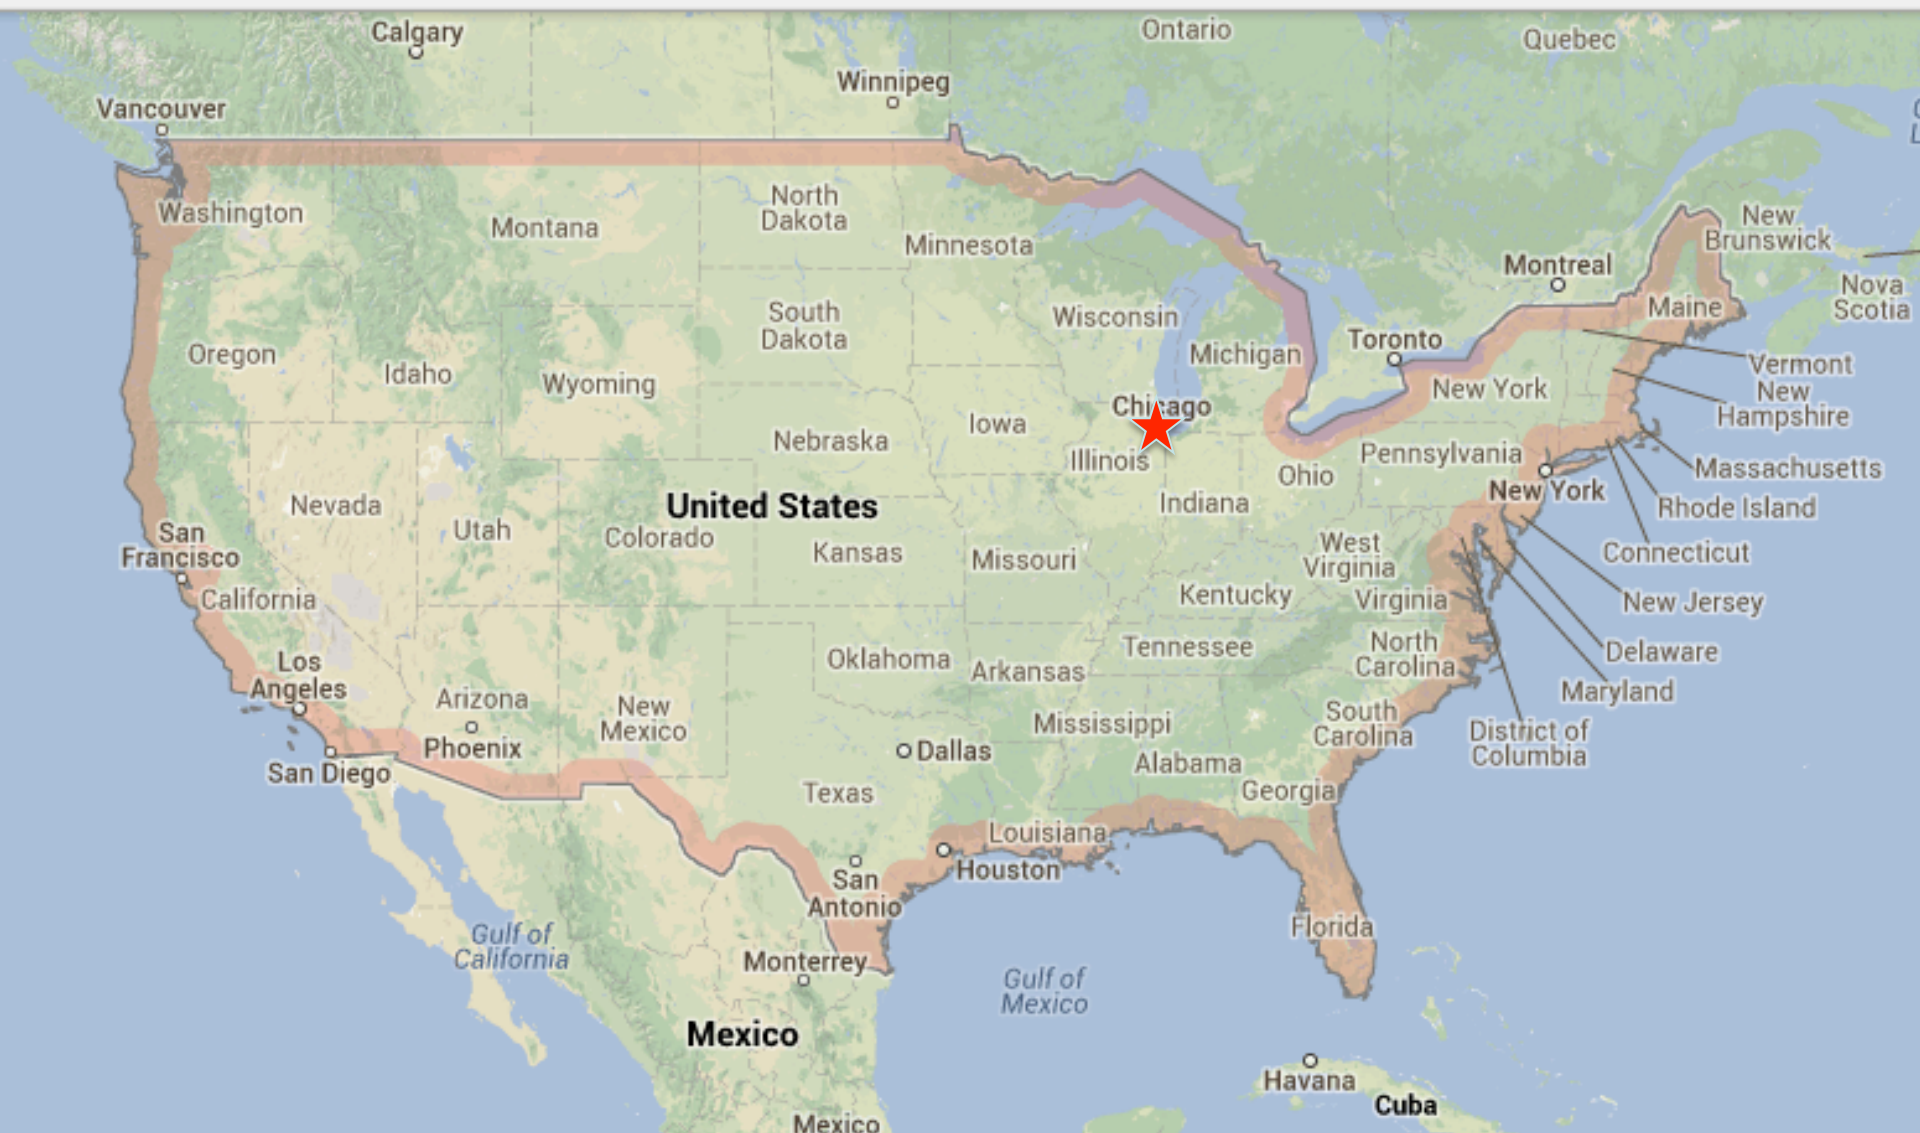 Calgary
Ontario
Quebec
Winnipeg
Vancouver
Washington
Montana
North
Dakota
Minnesota
New
Brunswick
Montreal
Nova
Scotia
Maine
Wisconsin
South
Dakota
Michigan
Toronto
Oregon
Idaho
Wyoming
New York
Vermont
New
Hampshire
Chicago
Iowa
Nebraska
Illinois
Ohio
Pennsylvania
Massachusetts
New York
Rhode Island
United States
Nevada
Utah
Colorado
Indiana
San
Francisco
Kansas
Missouri
West
Virginia
Connecticut
California
Kentucky
Virginia
New Jersey
Oklahoma
Arkansas
Tennessee
North
Carolina
Delaware
Maryland
Los
Angeles
Arizona
New
Mexico
Phoenix
San Diego
Dallas
Mississippi
Alabama
South
Carolina
District of
Columbia
Texas
Georgia
Louisiana
Houston
San
Antonio
Florida
Gulf of
California
Monterrey
Gulf of
Mexico
Mexico
Havana
Cuba
Mexico